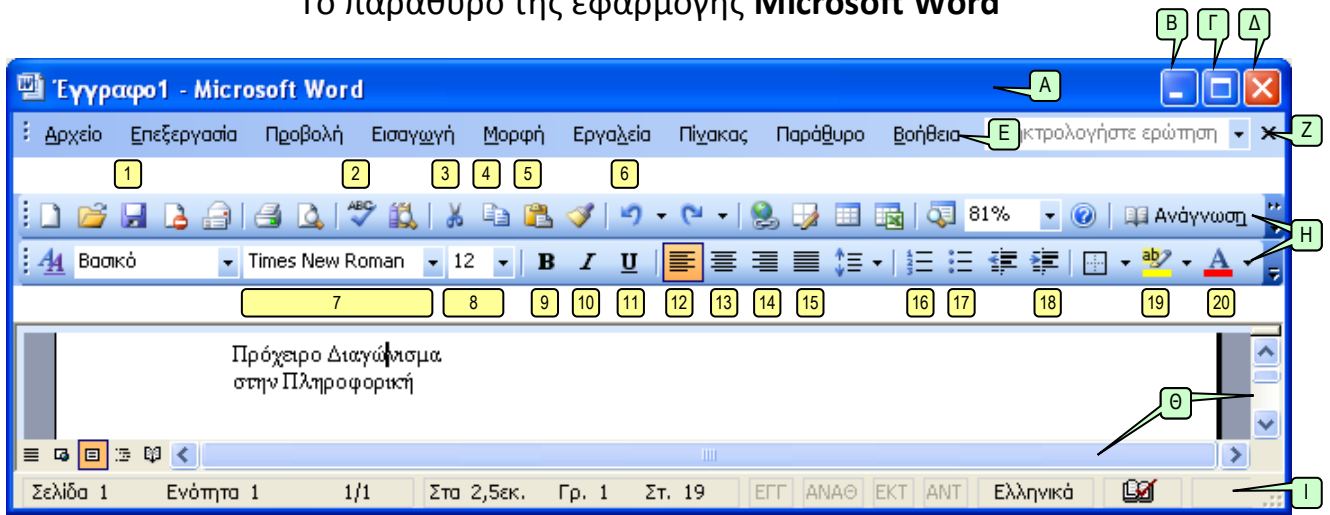 Το παράθυρο της εφαρμογής Microsoft Word
Β Γ Δ
Έγγραφο1 - Microsoft Word Α
Αρχείο Επεξεργασία Προβολή Εισαγωγή Μορφή Εργαλεία Πίνακας Παράθυρο Βοήθεια Ε κτρολογήστε ερώτηση Ζ
1 2 3 4 5 6
ABC 81% Ανάγνωση
Η
Βασικό Times New Roman 12 B I U ab A
7 8 9 10 11 12 13 14 15 16 17 18 19 20
Πρόχειρο Διαγώνισμα
στην Πληροφορική
Θ
Σελίδα 1 Ενότητα 1 1/1 Στα 2,5εκ. Γρ. 1 Στ. 19 ΕΓΓ ΑΝΑΘ ΕΚΤ ΑΝΤ Ελληνικά Ι